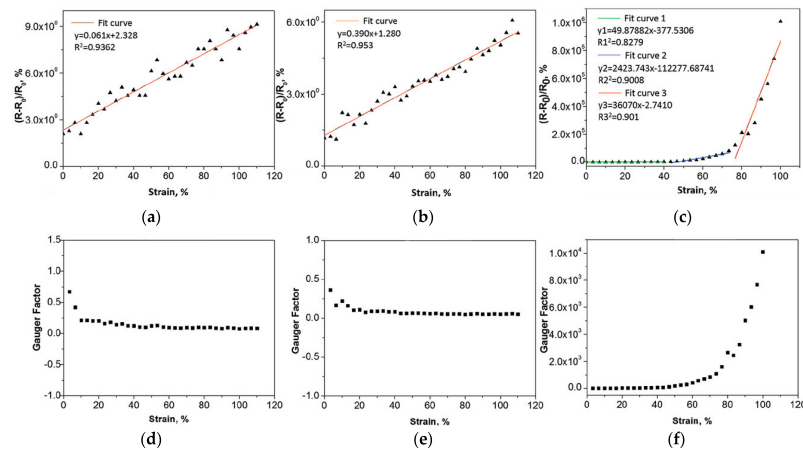 (R-R0)/R0, %
9.0x10⁰
6.0x10⁰
3.0x10⁰
0.0
Fit curve
y=0.061x+2.328
R²=0.9362
0 20 40 60 80 100 120
Strain, %
(a)
(R-R0)/R0, %
6.0x10⁰
3.0x10⁰
0.0
Fit curve
y=0.390x+1.280
R²=0.953
0 20 40 60 80 100 120
Strain, %
(b)
(R-R0)/R0, %
1.0x10⁶
8.0x10⁵
6.0x10⁵
4.0x10⁵
2.0x10⁵
0.0
Fit curve 1
y1=49.87882x-377.5306
R1²=0.8279
Fit curve 2
y2=2423.743x-112277.68741
R2²=0.9008
Fit curve 3
y3=36070x-2.7410
R3²=0.901
0 20 40 60 80 100 120
Strain, %
(c)
Gauger Factor
1.5
1.0
0.5
0.0
-0.5
-1.0
0 20 40 60 80 100 120
Strain, %
(d)
Gauger Factor
1.0
0.5
0.0
-0.5
-1.0
0 20 40 60 80 100 120
Strain, %
(e)
Gauger Factor
1.0x10⁴
8.0x10³
6.0x10³
4.0x10³
2.0x10³
0.0
0 20 40 60 80 100 120
Strain, %
(f)